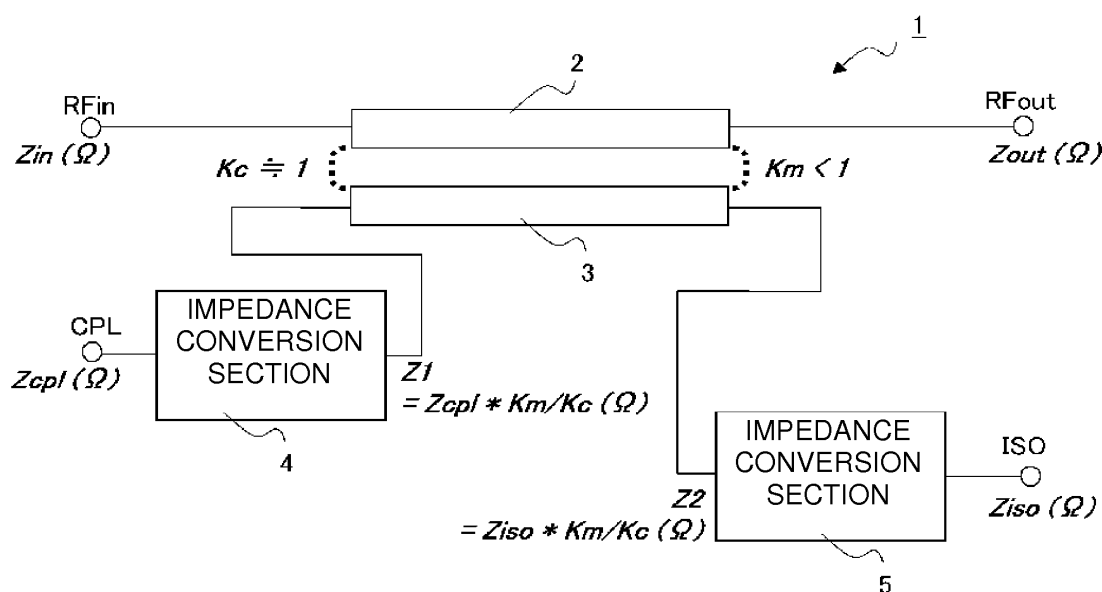 1
2
RFin
RFout
Zin (Ω)
Zout (Ω)
Kc ≒ 1
Km < 1
3
CPL
Zcpl (Ω)
IMPEDANCE
CONVERSION
SECTION
Z1
= Zcpl * Km/Kc (Ω)
4
IMPEDANCE
CONVERSION
SECTION
ISO
Ziso (Ω)
Z2
= Ziso * Km/Kc (Ω)
5